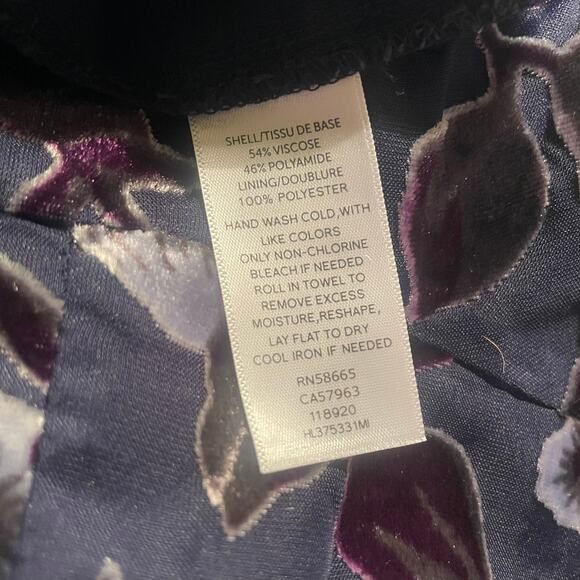 SHELL/TISSU DE BASE
54% VISCOSE
46% POLYAMIDE
LINING/DOUBLURE
100% POLYESTER
HAND WASH COLD,WITH
LIKE COLORS
ONLY NON-CHLORINE
BLEACH IF NEEDED
ROLL IN TOWEL TO
REMOVE EXCESS
MOISTURE,RESHAPE,
LAY FLAT TO DRY
COOL IRON IF NEEDED
RN58665
CA57963
118920
HL375331MI